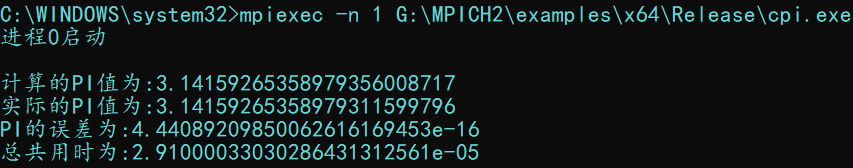 C:\WINDOWS\system32>mpiexec -n 1 G:\MPICH2\examples\x64\Release\cpi.exe
进程0启动
计算的PI值为:3.14159265358979356008717
实际的PI值为:3.14159265358979311599796
PI的误差为:4.44089209850062616169453e-16
总共用时为:2.91000033030286431312561e-05